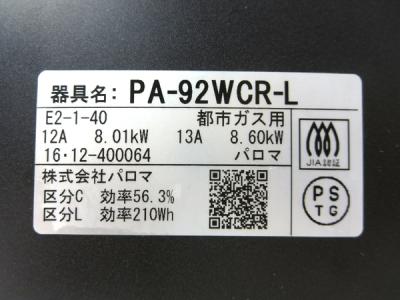 器具名: PA-92WCR-L
E2-1-40 都市ガス用
12A 8.01kW 13A 8.60kW
16・12-400064 パロマ
株式会社パロマ
区分C 効率56.3%
区分L 効率210Wh
JIA認証
PS
TG